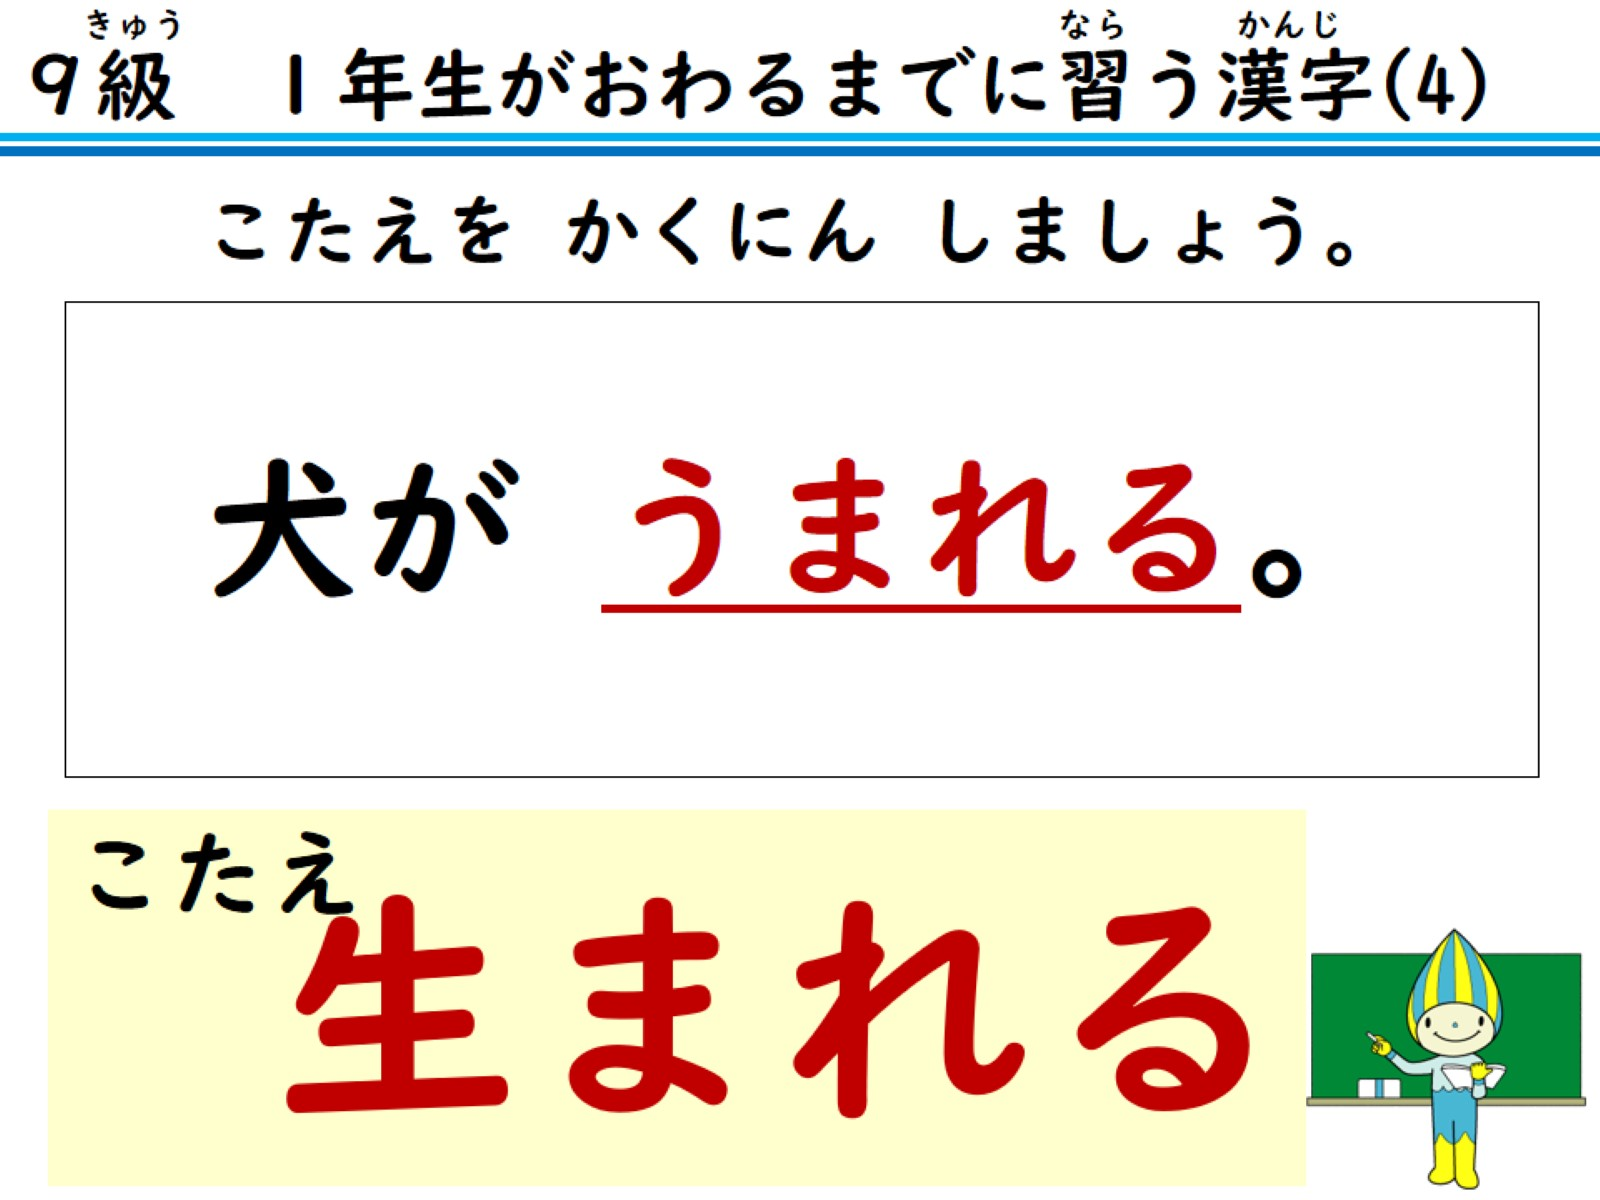 きゅう なら かんじ
9級 1年生がおわるまでに習う漢字(4)
こたえを かくにん しましょう。
犬が うまれる。
こたえ
生まれる